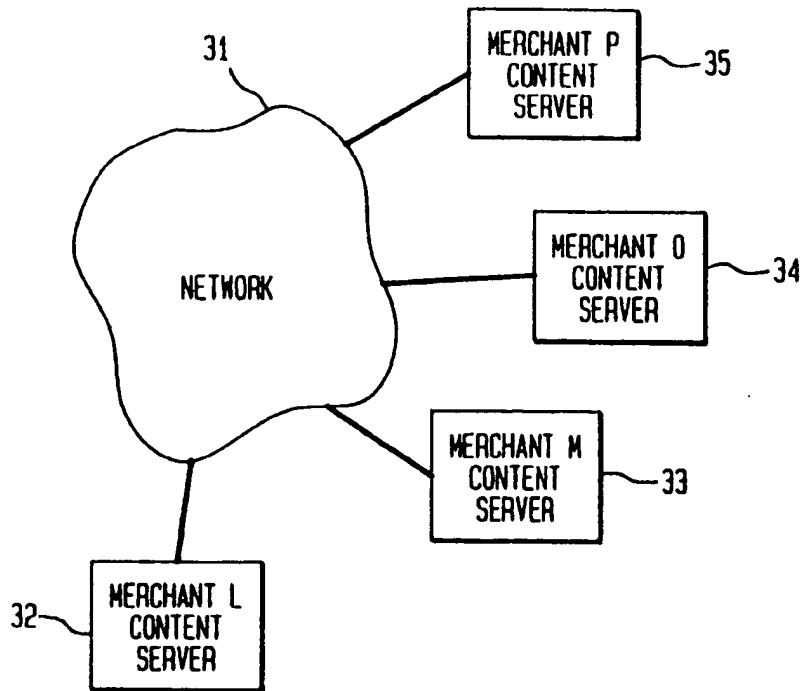 31
MERCHANT P
CONTENT
SERVER
35
NETWORK
MERCHANT O
CONTENT
SERVER
34
MERCHANT M
CONTENT
SERVER
33
32
MERCHANT L
CONTENT
SERVER